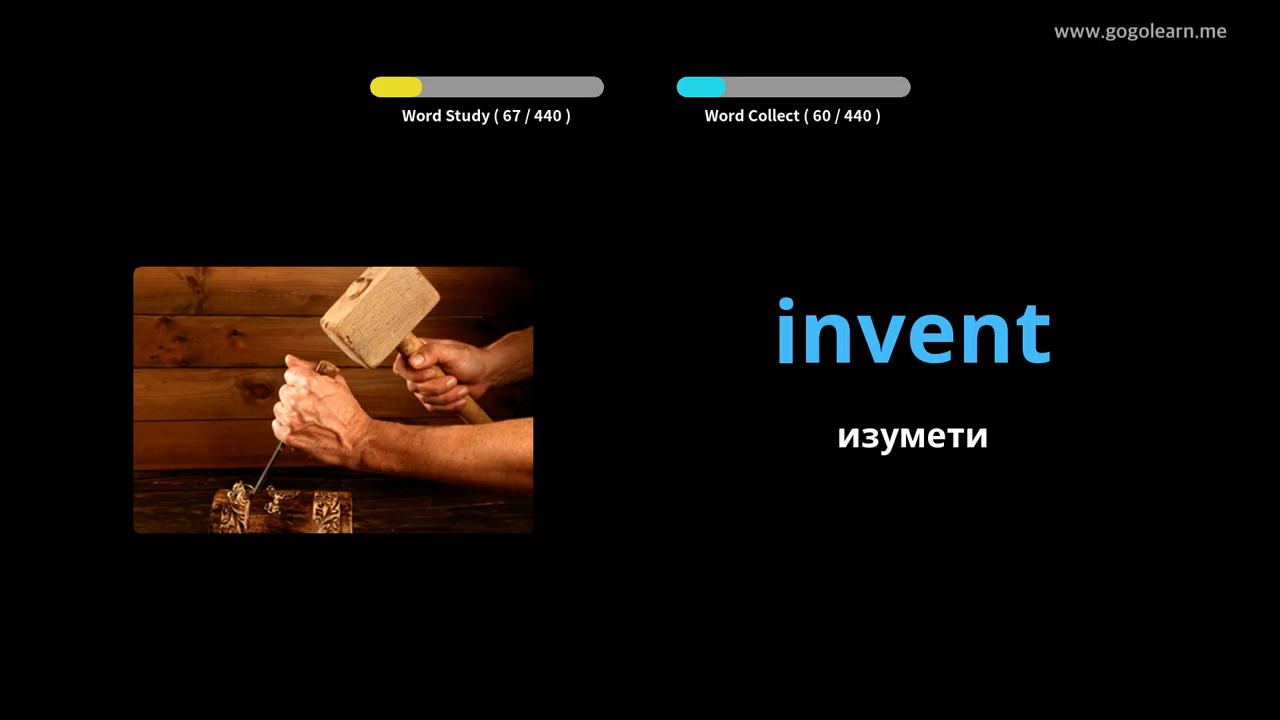 www.gogolearn.me
Word Study ( 67 / 440 )
Word Collect ( 60 / 440 )
invent
изумети